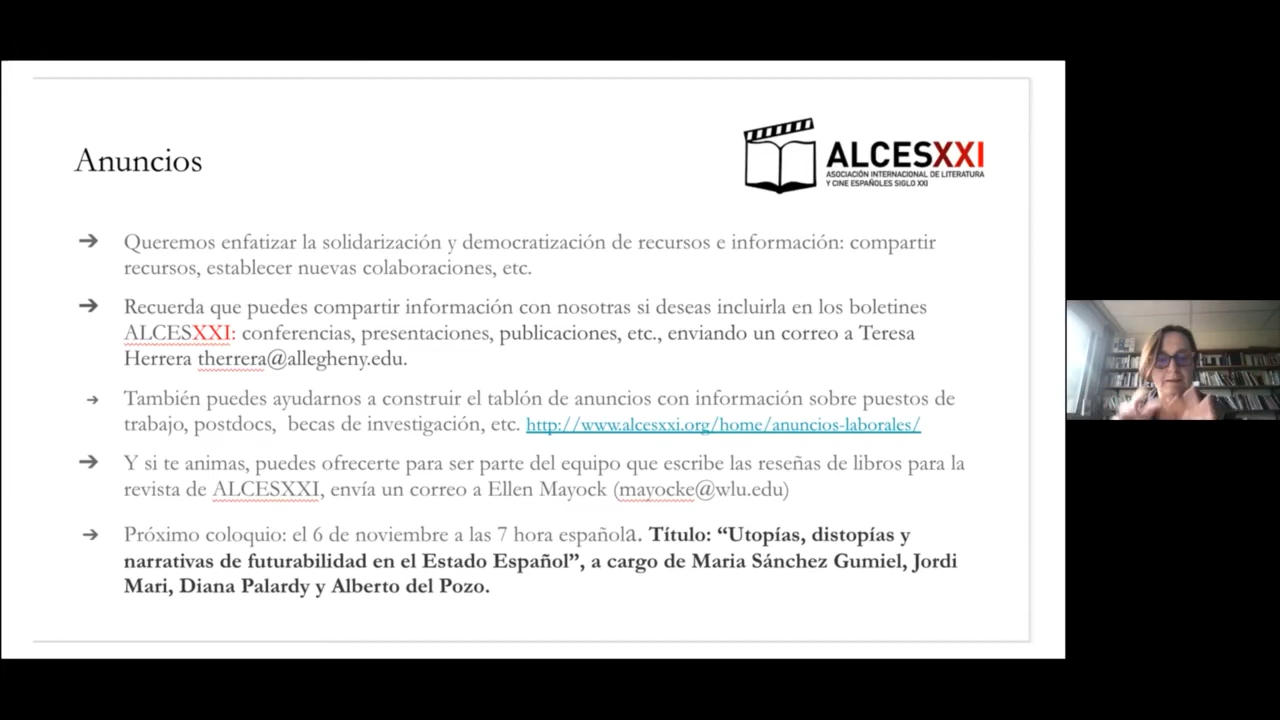 Anuncios
ALCESXXI
ASOCIACIÓN INTERNACIONAL DE LITERATURA
Y CINE ESPAÑOLES SIGLO XXI
➔ Queremos enfatizar la solidarización y democratización de recursos e información: compartir
recursos, establecer nuevas colaboraciones, etc.
➔ Recuerda que puedes compartir información con nosotras si deseas incluirla en los boletines
ALCESXXI: conferencias, presentaciones, publicaciones, etc., enviando un correo a Teresa
Herrera therrera@allegheny.edu.
➔ También puedes ayudarnos a construir el tablón de anuncios con información sobre puestos de
trabajo, postdocs, becas de investigación, etc. http://www.alcesxxi.org/home/anuncios-laborales/
➔ Y si te animas, puedes ofrecerte para ser parte del equipo que escribe las reseñas de libros para la
revista de ALCESXXI, envía un correo a Ellen Mayock (mayocke@wlu.edu)
➔ Próximo coloquio: el 6 de noviembre a las 7 hora española. Título: “Utopías, distopías y
narrativas de futurabilidad en el Estado Español”, a cargo de Maria Sánchez Gumiel, Jordi
Mari, Diana Palardy y Alberto del Pozo.